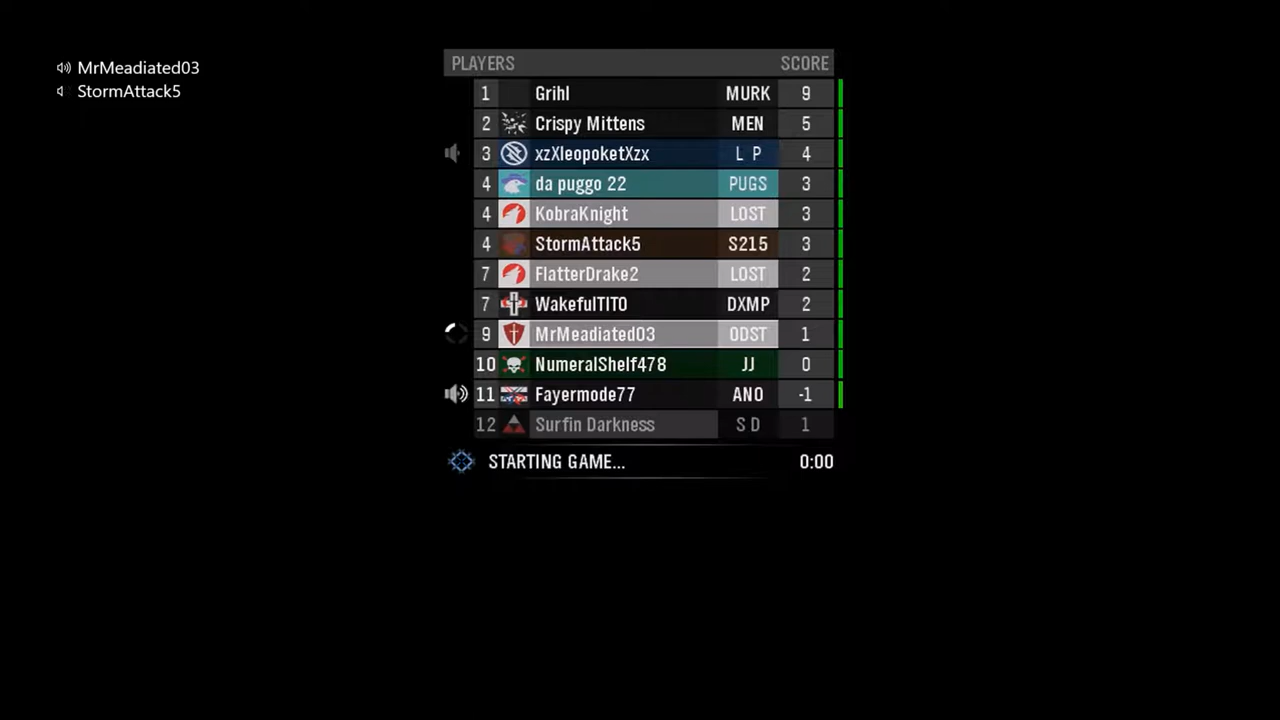 MrMeadiated03
StormAttack5
PLAYERS SCORE
1 Grihl MURK 9
2 Crispy Mittens MEN 5
3 xzXleopoketXzx L P 4
4 da puggo 22 PUGS 3
4 KobraKnight LOST 3
4 StormAttack5 S215 3
7 FlatterDrake2 LOST 2
7 WakefulTITO DXMP 2
9 MrMeadiated03 ODST 1
10 NumeralShelf478 JJ 0
11 Fayermode77 ANO -1
12 Surfin Darkness S D 1
STARTING GAME... 0:00